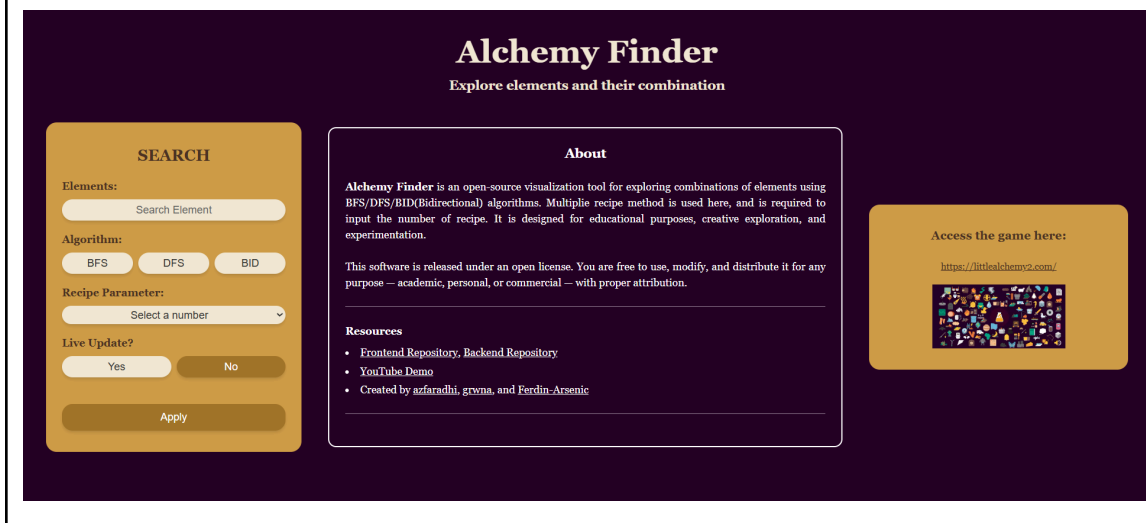 Alchemy Finder
Explore elements and their combination
SEARCH
Elements:
Search Element
Algorithm:
BFS DFS BID
Recipe Parameter:
Select a number
Live Update?
Yes No
Apply
About
Alchemy Finder is an open-source visualization tool for exploring combinations of elements using
BFS/DFS/BID(Bidirectional) algorithms. Multiplie recipe method is used here, and is required to
input the number of recipe. It is designed for educational purposes, creative exploration, and
experimentation.
This software is released under an open license. You are free to use, modify, and distribute it for any
purpose — academic, personal, or commercial — with proper attribution.
Resources
• Frontend Repository, Backend Repository
• YouTube Demo
• Created by azfaradhi, grwna, and Ferdin-Arsenic
Access the game here:
https://littlealchemy2.com/